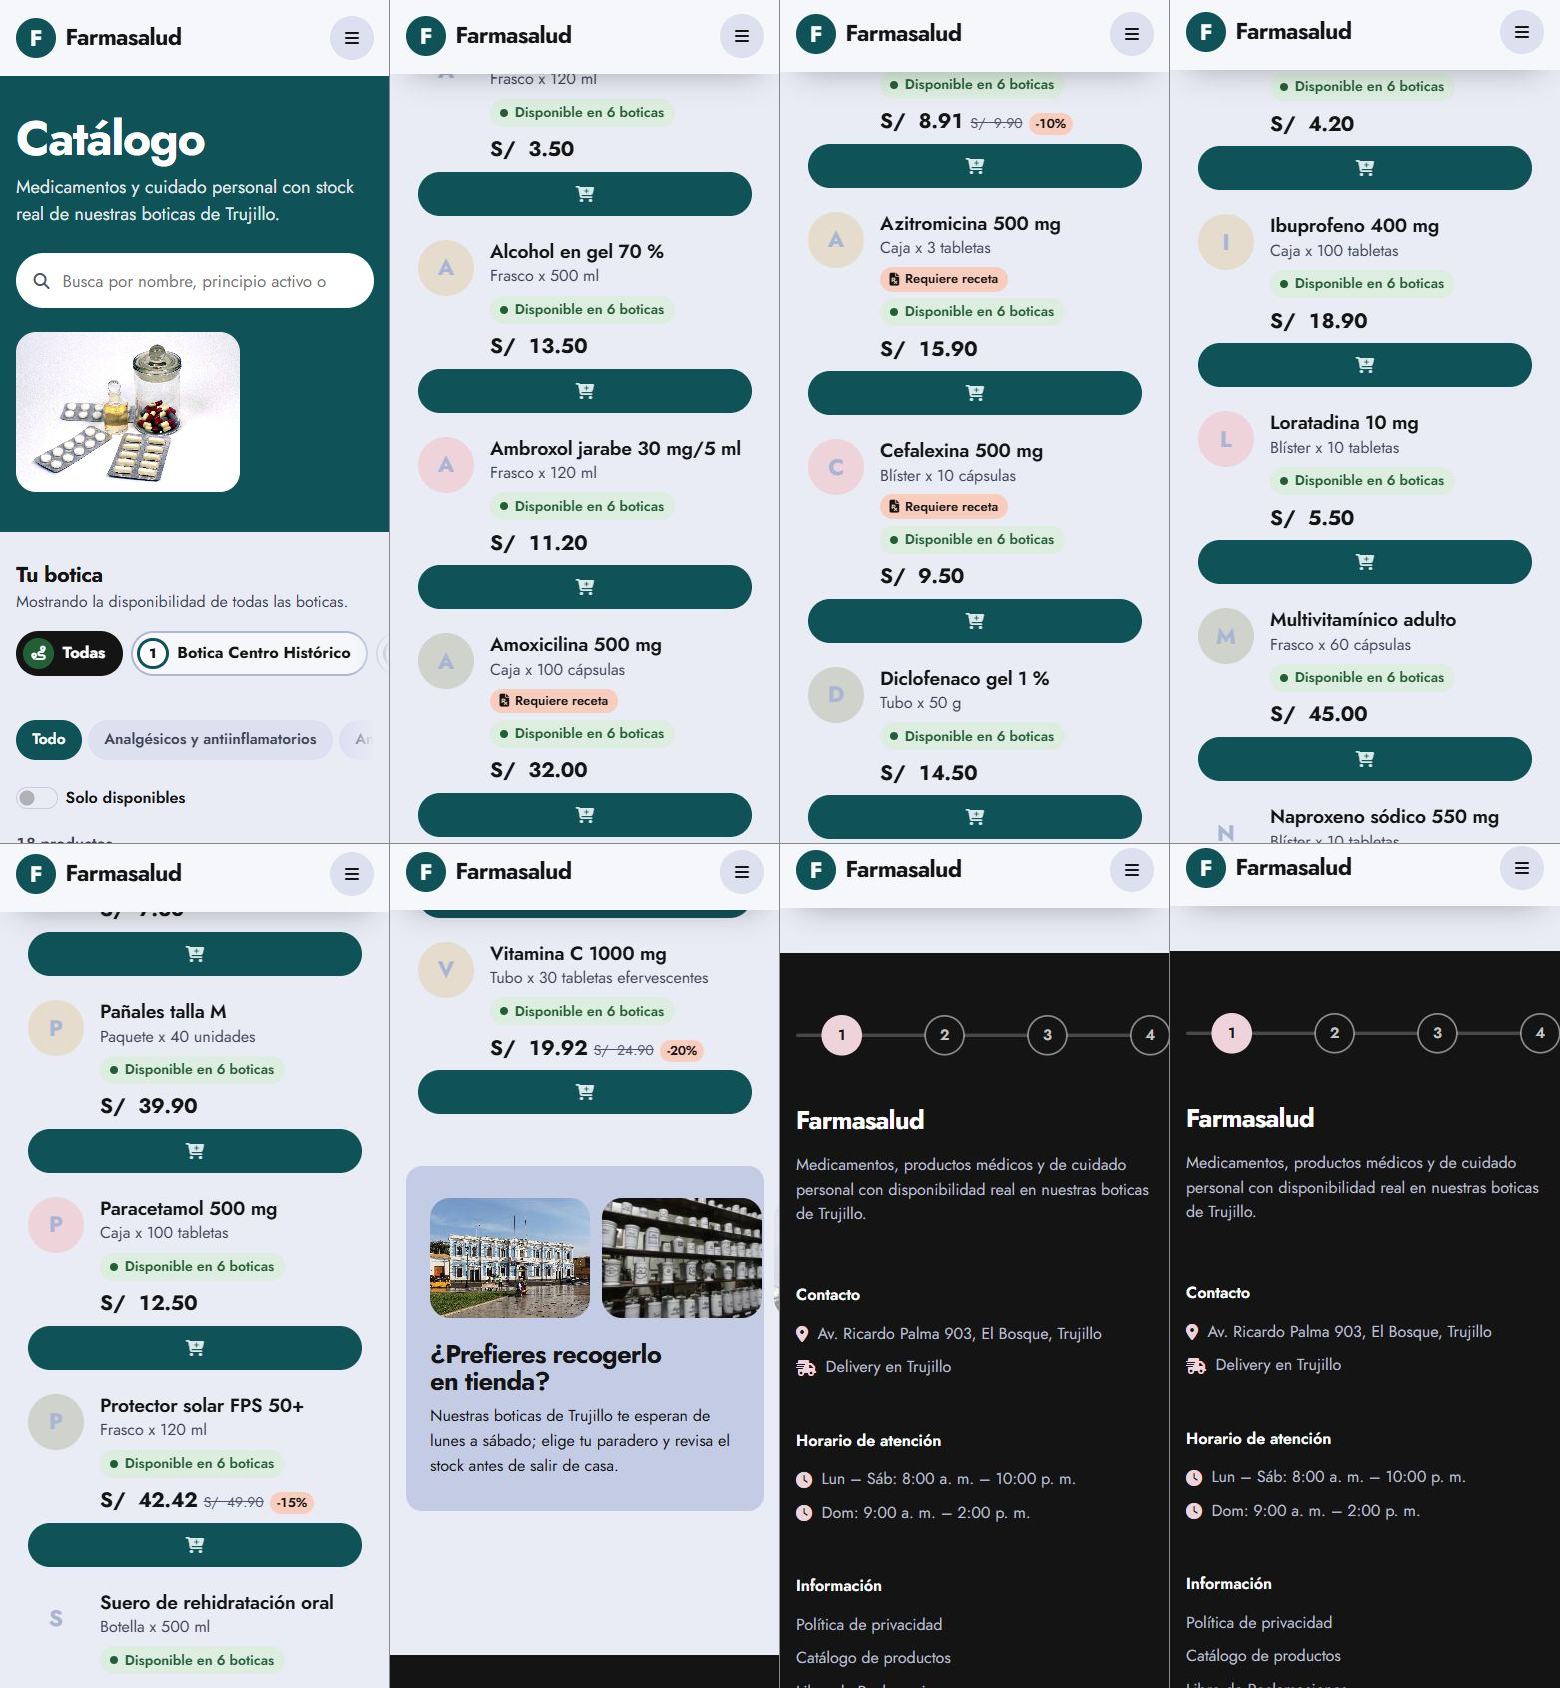 F Farmasalud
Catálogo
Medicamentos y cuidado personal con stock
real de nuestras boticas de Trujillo.
Busca por nombre, principio activo o
Tu botica
Mostrando la disponibilidad de todas las boticas.
Todas
1 Botica Centro Histórico
Todo
Analgésicos y antiinflamatorios
An
Solo disponibles
18 productos
F Farmasalud
Frasco x 120 ml
Disponible en 6 boticas
S/ 3.50
A
Alcohol en gel 70 %
Frasco x 500 ml
Disponible en 6 boticas
S/ 13.50
A
Ambroxol jarabe 30 mg/5 ml
Frasco x 120 ml
Disponible en 6 boticas
S/ 11.20
A
Amoxicilina 500 mg
Caja x 100 cápsulas
Requiere receta
Disponible en 6 boticas
S/ 32.00
F Farmasalud
Disponible en 6 boticas
S/ 8.91 S/ 9.90 -10%
A
Azitromicina 500 mg
Caja x 3 tabletas
Requiere receta
Disponible en 6 boticas
S/ 15.90
C
Cefalexina 500 mg
Blíster x 10 cápsulas
Requiere receta
Disponible en 6 boticas
S/ 9.50
D
Diclofenaco gel 1 %
Tubo x 50 g
Disponible en 6 boticas
S/ 14.50
F Farmasalud
Disponible en 6 boticas
S/ 4.20
I
Ibuprofeno 400 mg
Caja x 100 tabletas
Disponible en 6 boticas
S/ 18.90
L
Loratadina 10 mg
Blíster x 10 tabletas
Disponible en 6 boticas
S/ 5.50
M
Multivitamínico adulto
Frasco x 60 cápsulas
Disponible en 6 boticas
S/ 45.00
N
Naproxeno sódico 550 mg
Blíster x 10 tabletas
F Farmasalud
P
Pañales talla M
Paquete x 40 unidades
Disponible en 6 boticas
S/ 39.90
P
Paracetamol 500 mg
Caja x 100 tabletas
Disponible en 6 boticas
S/ 12.50
P
Protector solar FPS 50+
Frasco x 120 ml
Disponible en 6 boticas
S/ 42.42 S/ 49.90 -15%
S
Suero de rehidratación oral
Botella x 500 ml
Disponible en 6 boticas
F Farmasalud
V
Vitamina C 1000 mg
Tubo x 30 tabletas efervescentes
Disponible en 6 boticas
S/ 19.92 S/ 24.90 -20%
¿Prefieres recogerlo
en tienda?
Nuestras boticas de Trujillo te esperan de
lunes a sábado; elige tu paradero y revisa el
stock antes de salir de casa.
F Farmasalud
1 2 3 4
Farmasalud
Medicamentos, productos médicos y de cuidado
personal con disponibilidad real en nuestras boticas
de Trujillo.
Contacto
Av. Ricardo Palma 903, El Bosque, Trujillo
Delivery en Trujillo
Horario de atención
Lun – Sáb: 8:00 a. m. – 10:00 p. m.
Dom: 9:00 a. m. – 2:00 p. m.
Información
Política de privacidad
Catálogo de productos
F Farmasalud
1 2 3 4
Farmasalud
Medicamentos, productos médicos y de cuidado
personal con disponibilidad real en nuestras boticas
de Trujillo.
Contacto
Av. Ricardo Palma 903, El Bosque, Trujillo
Delivery en Trujillo
Horario de atención
Lun – Sáb: 8:00 a. m. – 10:00 p. m.
Dom: 9:00 a. m. – 2:00 p. m.
Información
Política de privacidad
Catálogo de productos